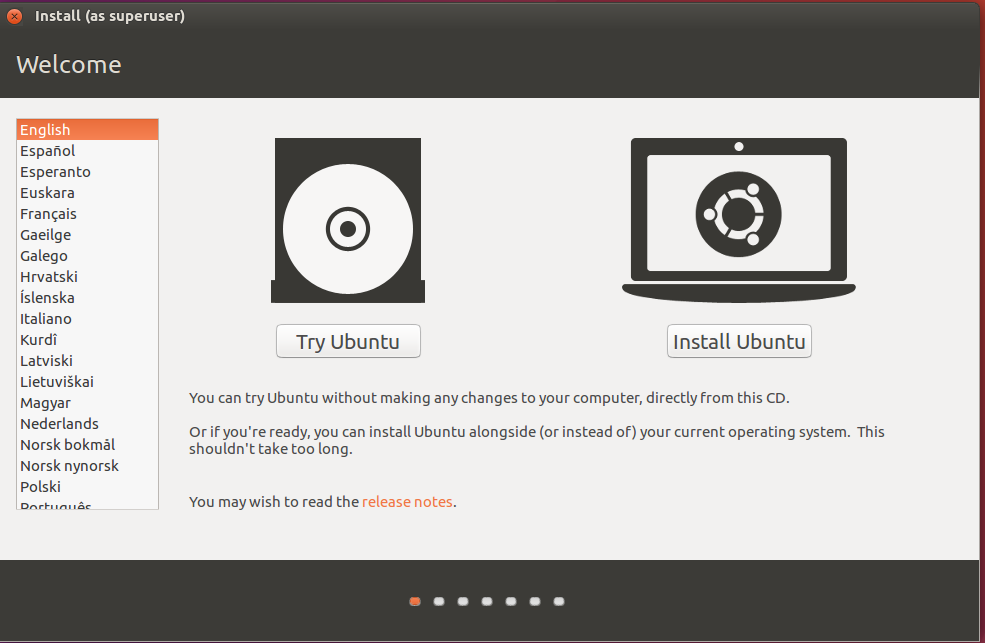 Install (as superuser)
Welcome
English
Español
Esperanto
Euskara
Français
Gaeilge
Galego
Hrvatski
Íslenska
Italiano
Kurdî
Latviski
Lietuviškai
Magyar
Nederlands
Norsk bokmål
Norsk nynorsk
Polski
Português
Try Ubuntu
Install Ubuntu
You can try Ubuntu without making any changes to your computer, directly from this CD.
Or if you're ready, you can install Ubuntu alongside (or instead of) your current operating system.  This
shouldn't take too long.
You may wish to read the release notes.